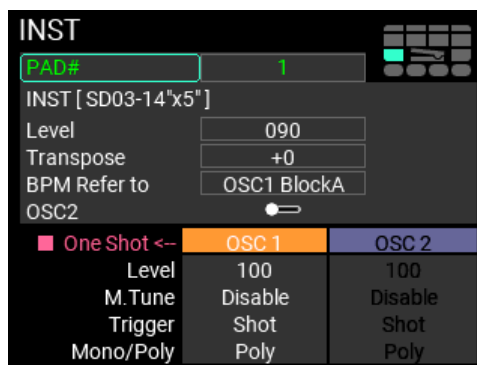 INST
PAD# 1
INST [ SD03-14"x5" ]
Level 090
Transpose +0
BPM Refer to OSC1 BlockA
OSC2
One Shot <-- OSC 1 OSC 2
Level 100 100
M.Tune Disable Disable
Trigger Shot Shot
Mono/Poly Poly Poly